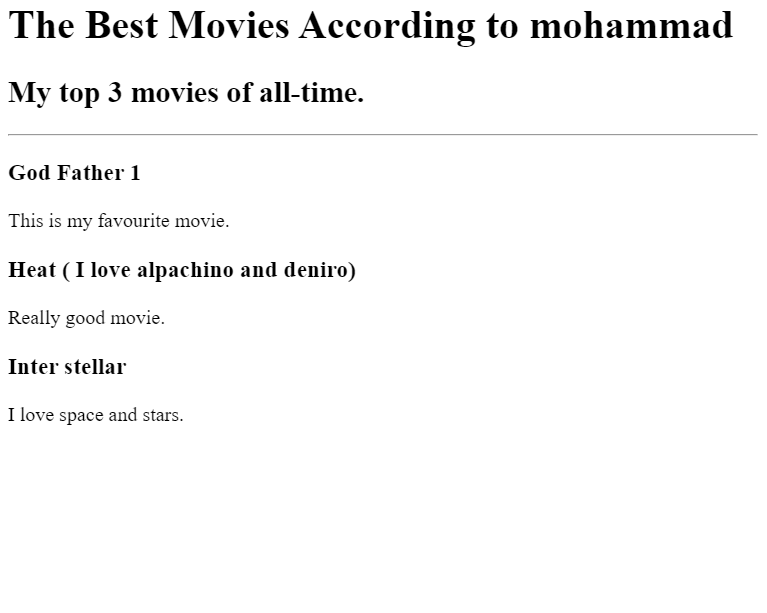 The Best Movies According to mohammad
My top 3 movies of all-time.
God Father 1
This is my favourite movie.
Heat ( I love alpachino and deniro)
Really good movie.
Inter stellar
I love space and stars.